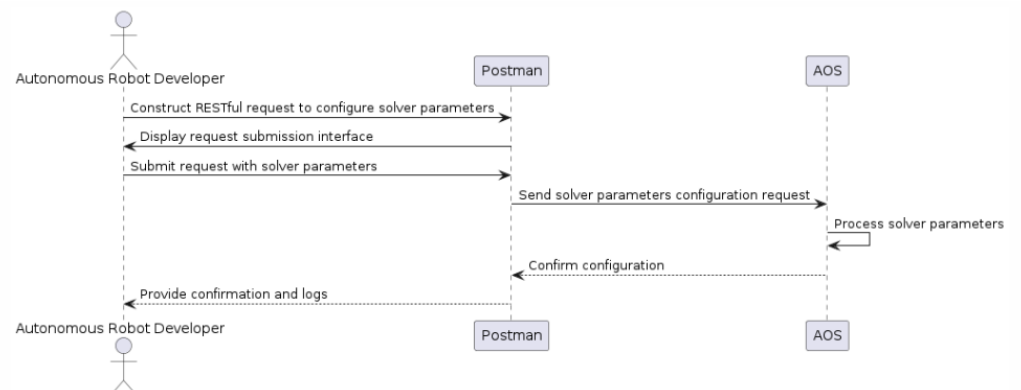 Autonomous Robot Developer
Postman
AOS
Construct RESTful request to configure solver parameters
Display request submission interface
Submit request with solver parameters
Send solver parameters configuration request
Process solver parameters
Confirm configuration
Provide confirmation and logs
Autonomous Robot Developer
Postman
AOS